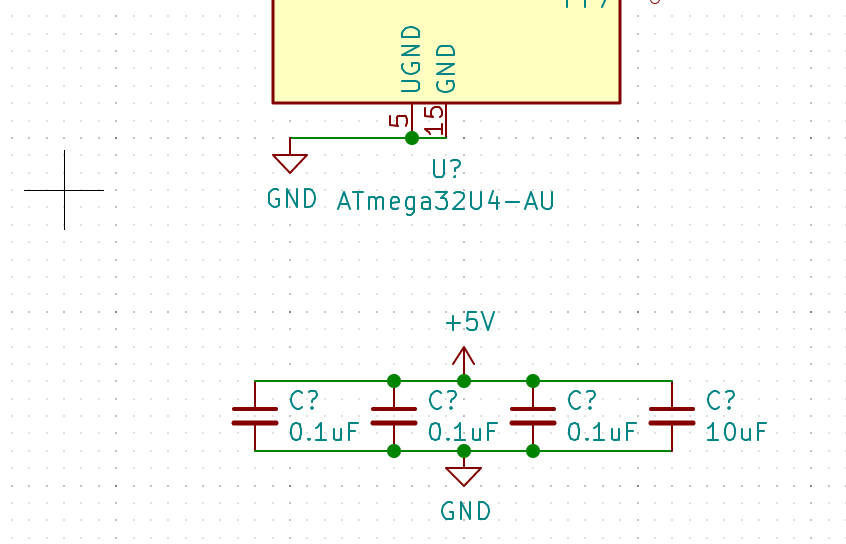 UGND
GND
5
15
U?
GND
ATmega32U4-AU
+5V
C?
C?
C?
C?
0.1uF
0.1uF
0.1uF
10uF
GND